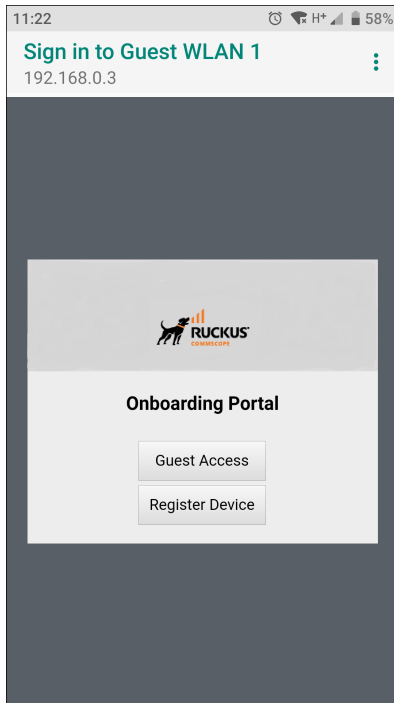 11:22 H+ 58%
Sign in to Guest WLAN 1
192.168.0.3
RUCKUS
COMMSCOPE
Onboarding Portal
Guest Access
Register Device